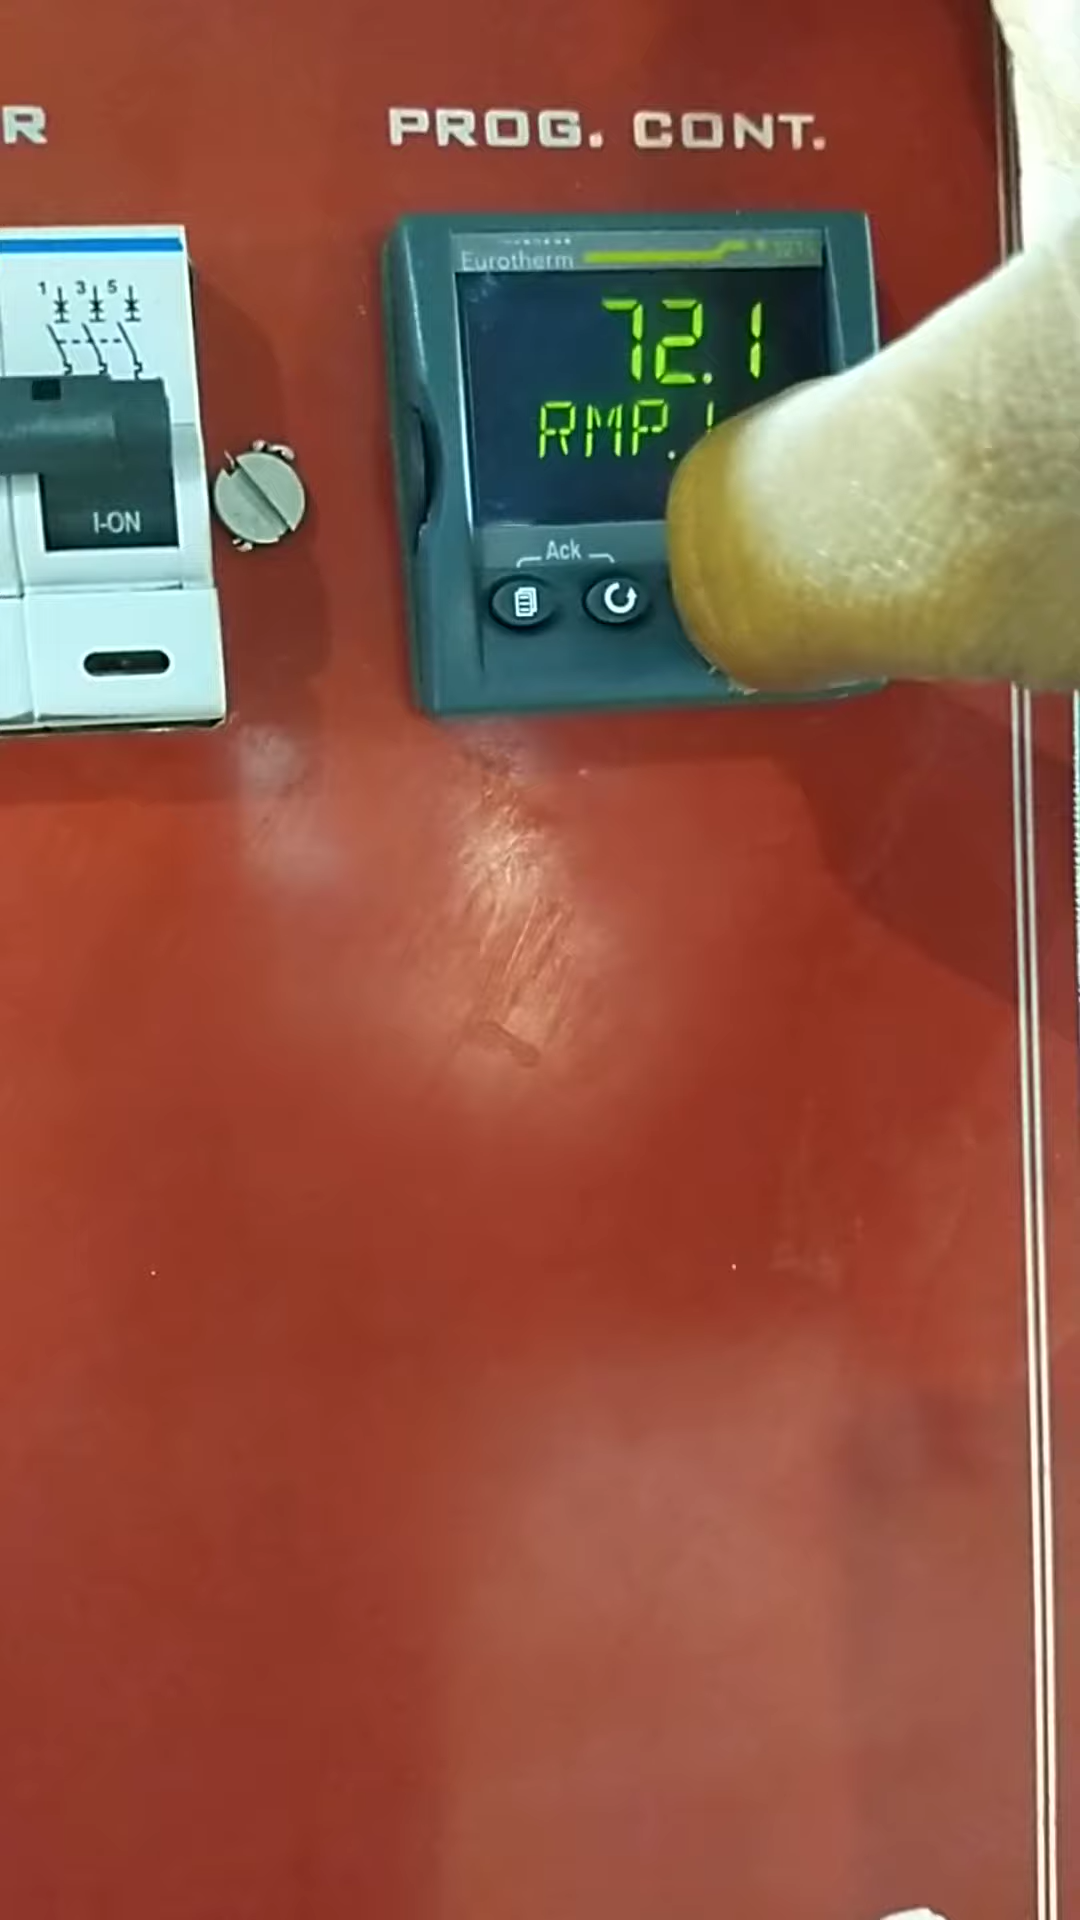 R
PROG. CONT.
1 3 5
Eurotherm
72.1
RMP.
Ack
I-ON